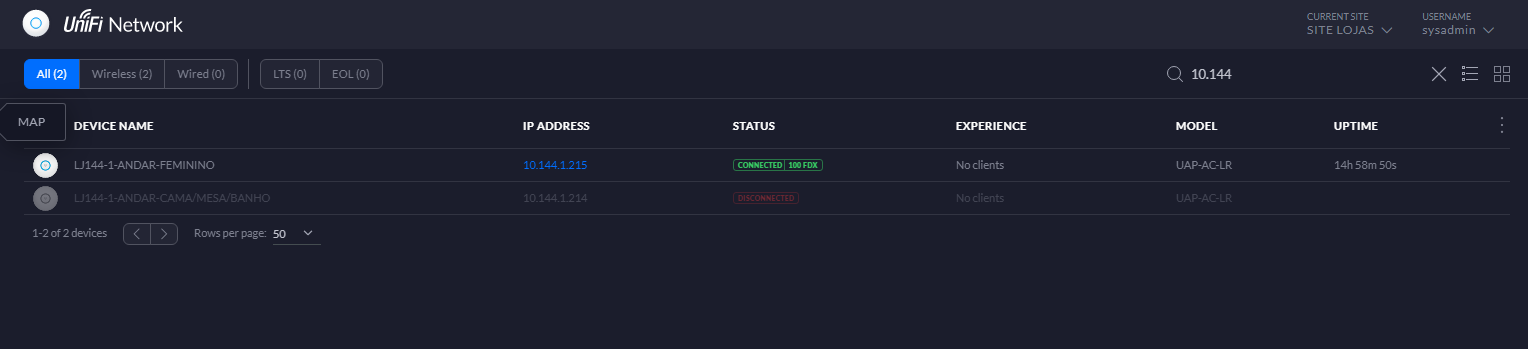 UniFi Network
CURRENT SITE
SITE LOJAS
USERNAME
sysadmin
All (2) Wireless (2) Wired (0) LTS (0) EOL (0) 10.144
MAP
DEVICE NAME IP ADDRESS STATUS EXPERIENCE MODEL UPTIME
LJ144-1-ANDAR-FEMININO 10.144.1.215 CONNECTED 100 FDX No clients UAP-AC-LR 14h 58m 50s
LJ144-1-ANDAR-CAMA/MESA/BANHO 10.144.1.214 DISCONNECTED No clients UAP-AC-LR
1-2 of 2 devices Rows per page: 50